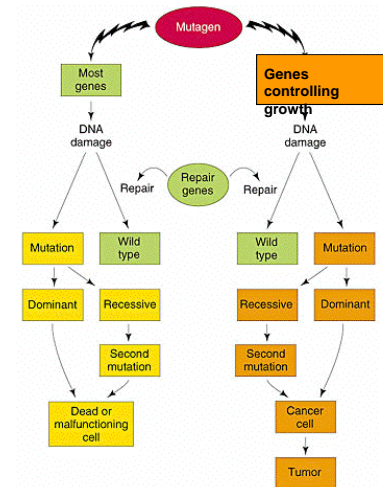 Mutagen
Most
genes
Genes
controlling
growth
DNA
damage
DNA
damage
Repair
Repair
genes
Repair
Mutation
Wild
type
Wild
type
Mutation
Dominant
Recessive
Recessive
Dominant
Second
mutation
Second
mutation
Dead or
malfunctioning
cell
Cancer
cell
Tumor